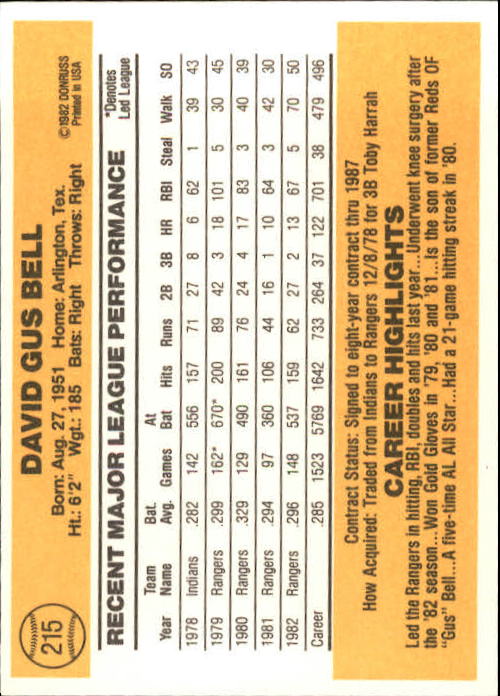 215
DAVID GUS BELL
Born: Aug. 27, 1951 Home: Arlington, Tex.
Ht.: 6'2" Wgt.: 185 Bats: Right Throws: Right
©1982 DONRUSS
Printed in USA
RECENT MAJOR LEAGUE PERFORMANCE
*Denotes
Led League
Team Bat. At
Year Name Avg. Games Bat Hits Runs 2B 3B HR RBI Steal Walk SO
1978 Indians .282 142 556 157 71 27 8 6 62 1 39 43
1979 Rangers .299 162* 670* 200 89 42 3 18 101 5 30 45
1980 Rangers .329 129 490 161 76 24 4 17 83 3 40 39
1981 Rangers .294 97 360 106 44 16 1 10 64 3 42 30
1982 Rangers .296 148 537 159 62 27 2 13 67 5 70 50
Career .285 1523 5769 1642 733 264 37 122 701 38 479 496
Contract Status: Signed to eight-year contract thru 1987
How Acquired: Traded from Indians to Rangers 12/8/78 for 3B Toby Harrah
CAREER HIGHLIGHTS
Led the Rangers in hitting, RBI, doubles and hits last year...Underwent knee surgery after
the '82 season...Won Gold Gloves in '79, '80 and '81...Is the son of former Reds OF
"Gus" Bell...A five-time AL All Star...Had a 21-game hitting streak in '80.